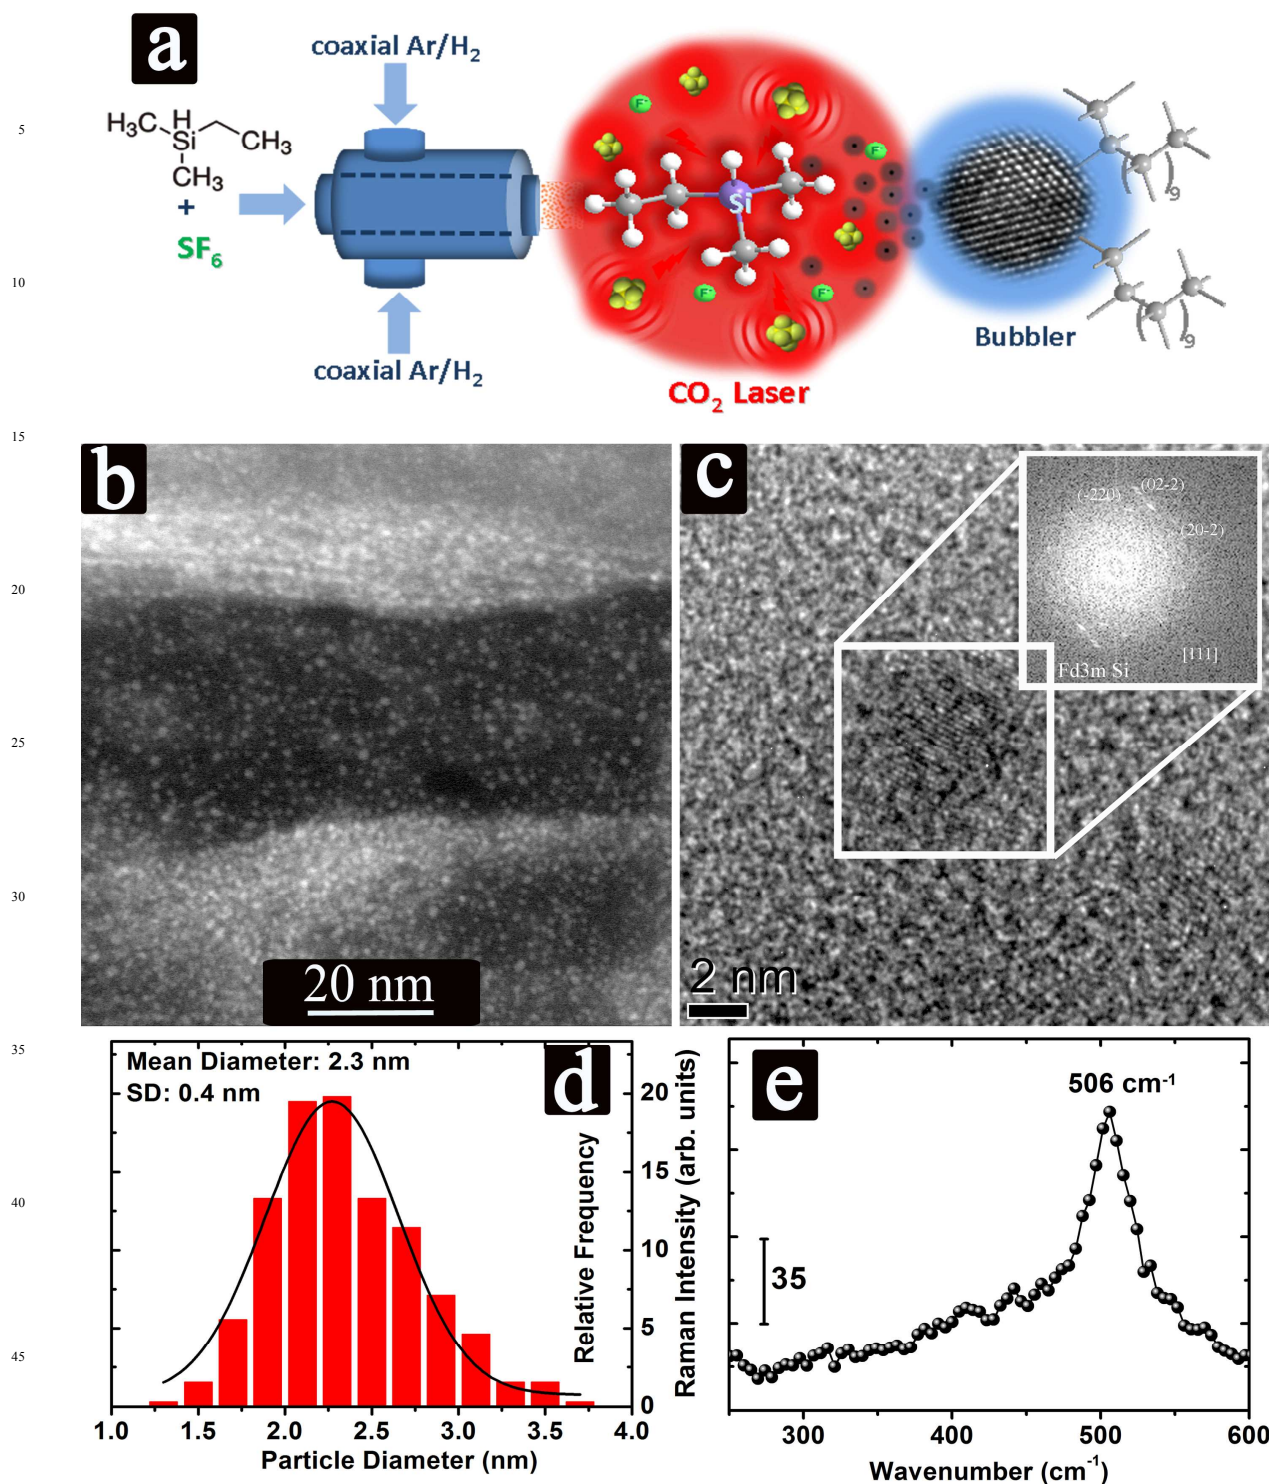 a
coaxial Ar/H2
H3C
H
Si
CH3
CH3
+
SF6
coaxial Ar/H2
F-
F-
F-
F-
Si
CO2 Laser
Bubbler
9
9
5
10
15
20
25
30
35
40
45
b
20 nm
c
(-220)
(02-2)
(20-2)
[111]
Fd3m Si
2 nm
d
Mean Diameter: 2.3 nm
SD: 0.4 nm
Relative Frequency
20
15
10
5
0
1.0 1.5 2.0 2.5 3.0 3.5 4.0
Particle Diameter (nm)
e
506 cm-1
35
Raman Intensity (arb. units)
300 400 500 600
Wavenumber (cm-1)